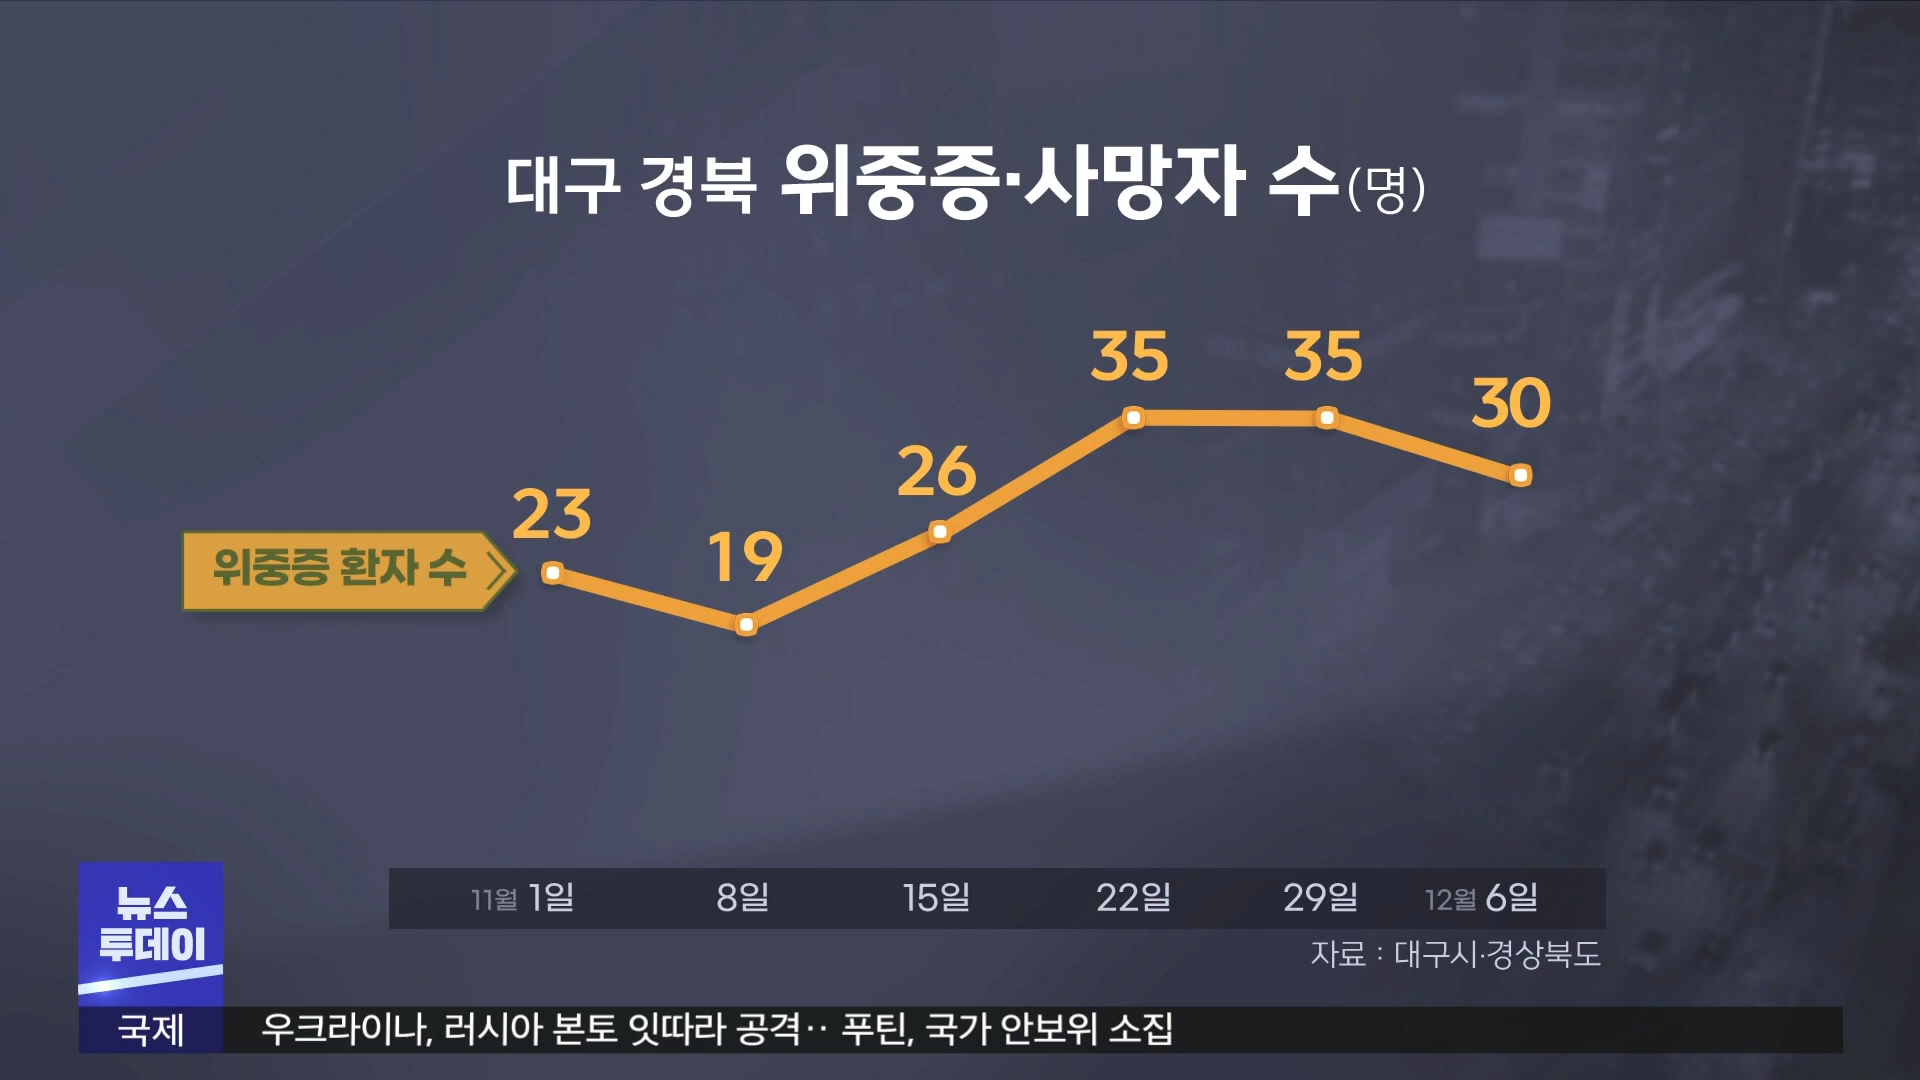 대구 경북 위중증·사망자 수(명)
35 35
30
26
23
19
위중증 환자 수
11월 1일 8일 15일 22일 29일 12월 6일
자료 : 대구시·경상북도
뉴스
투데이
국제 우크라이나, 러시아 본토 잇따라 공격‥ 푸틴, 국가 안보위 소집